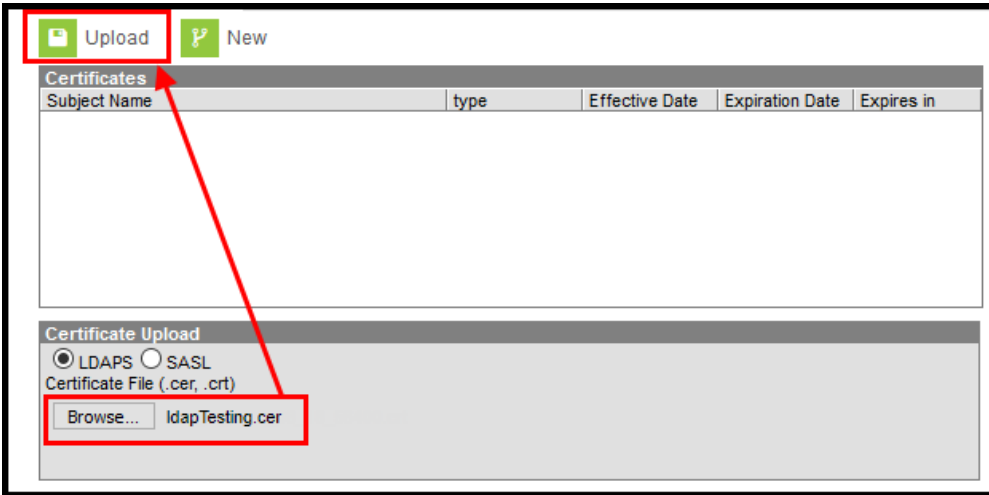 Upload New
Certificates
Subject Name type Effective Date Expiration Date Expires in
Certificate Upload
LDAPS SASL
Certificate File (.cer, .crt)
Browse... ldapTesting.cer